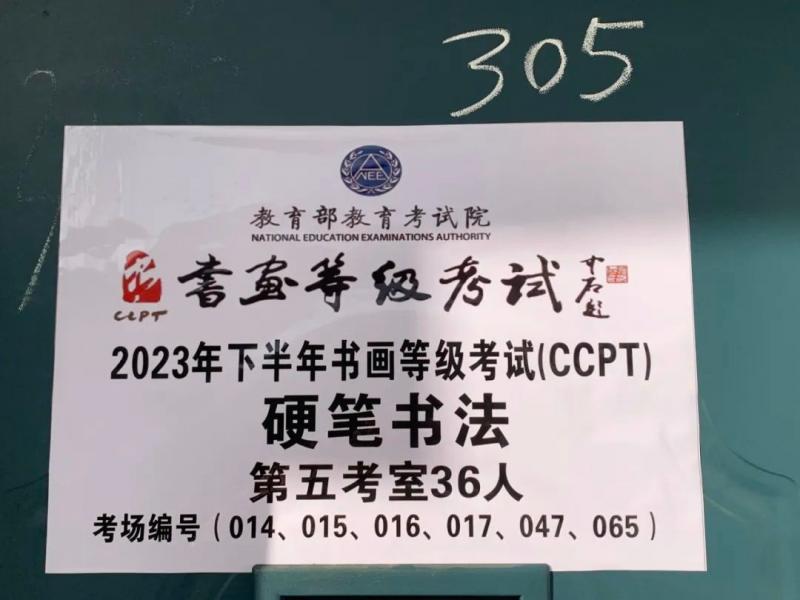 305
NEEA
教育部教育考试院
NATIONAL EDUCATION EXAMINATIONS AUTHORITY
CCPT 書画等级考试
2023年下半年书画等级考试(CCPT)
硬笔书法
第五考室36人
考场编号（014、015、016、017、047、065）